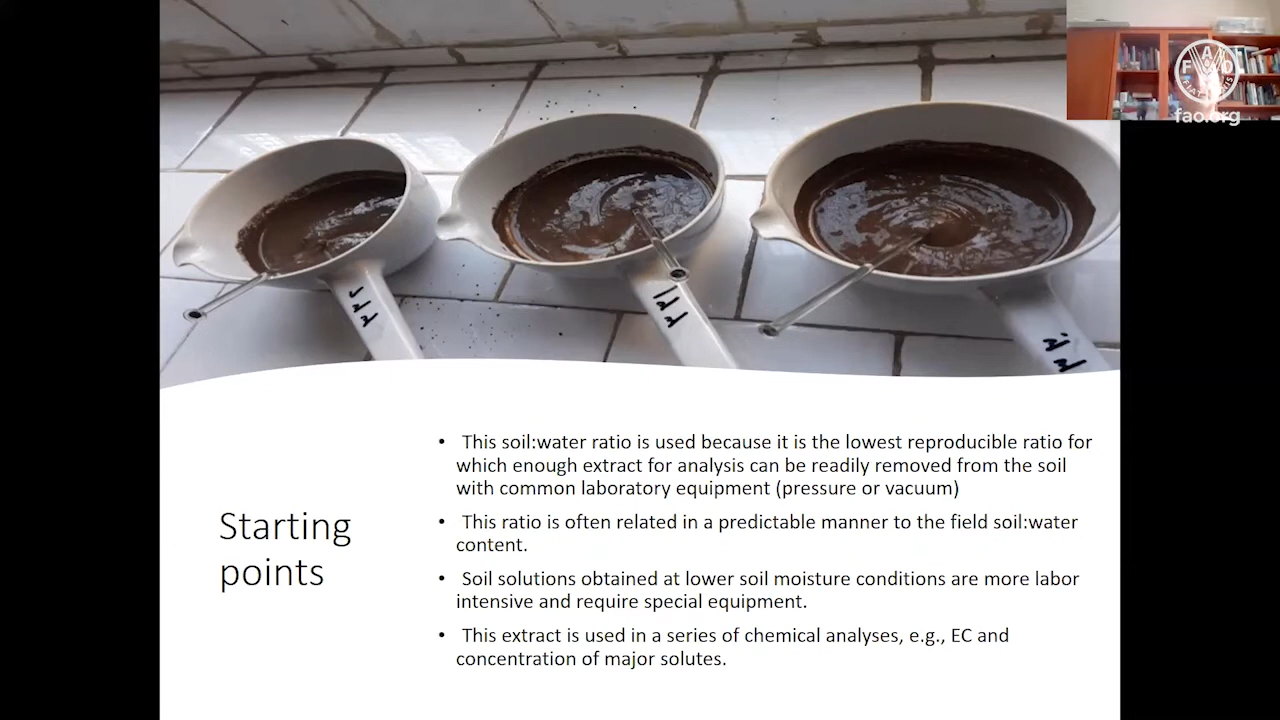 FAO
FIAT PANIS
fao.org
Starting
points
• This soil:water ratio is used because it is the lowest reproducible ratio for
which enough extract for analysis can be readily removed from the soil
with common laboratory equipment (pressure or vacuum)
• This ratio is often related in a predictable manner to the field soil:water
content.
• Soil solutions obtained at lower soil moisture conditions are more labor
intensive and require special equipment.
• This extract is used in a series of chemical analyses, e.g., EC and
concentration of major solutes.